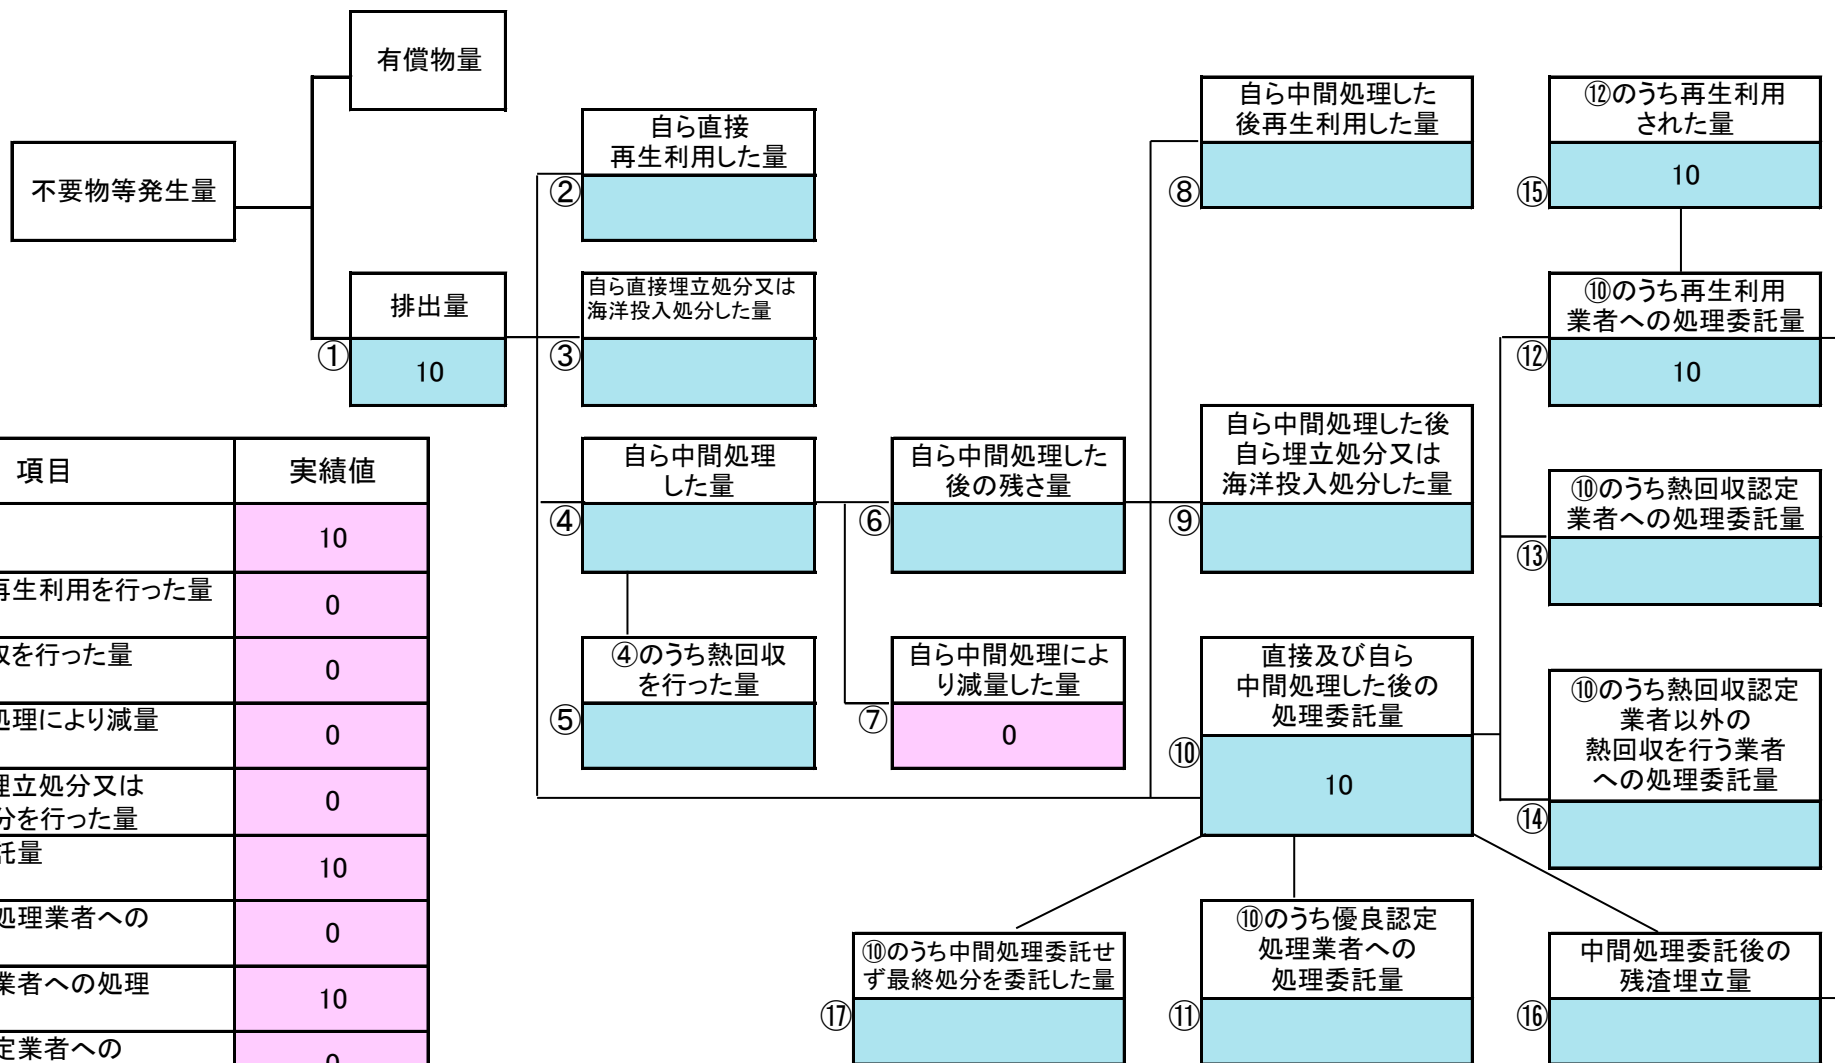 有償物量
不要物等発生量
排出量
①
10
自ら直接
再生利用した量
②
自ら直接埋立処分又は
海洋投入処分した量
③
自ら中間処理
した量
④
④のうち熱回収
を行った量
⑤
自ら中間処理した
後の残さ量
⑥
自ら中間処理によ
り減量した量
⑦
0
自ら中間処理した
後再生利用した量
⑧
自ら中間処理した後
自ら埋立処分又は
海洋投入処分した量
⑨
直接及び自ら
中間処理した後の
処理委託量
⑩
10
⑫のうち再生利用
された量
⑮
10
⑩のうち再生利用
業者への処理委託量
⑫
10
⑩のうち熱回収認定
業者への処理委託量
⑬
⑩のうち熱回収認定
業者以外の
熱回収を行う業者
への処理委託量
⑭
⑩のうち中間処理委託せ
ず最終処分を委託した量
⑰
⑩のうち優良認定
処理業者への
処理委託量
⑪
中間処理委託後の
残渣埋立量
⑯
項目 実績値
10
再生利用を行った量
0
を行った量
0
処理により減量
0
埋立処分又は
分を行った量
0
託量
10
処理業者への
0
業者への処理
10
定業者への
0